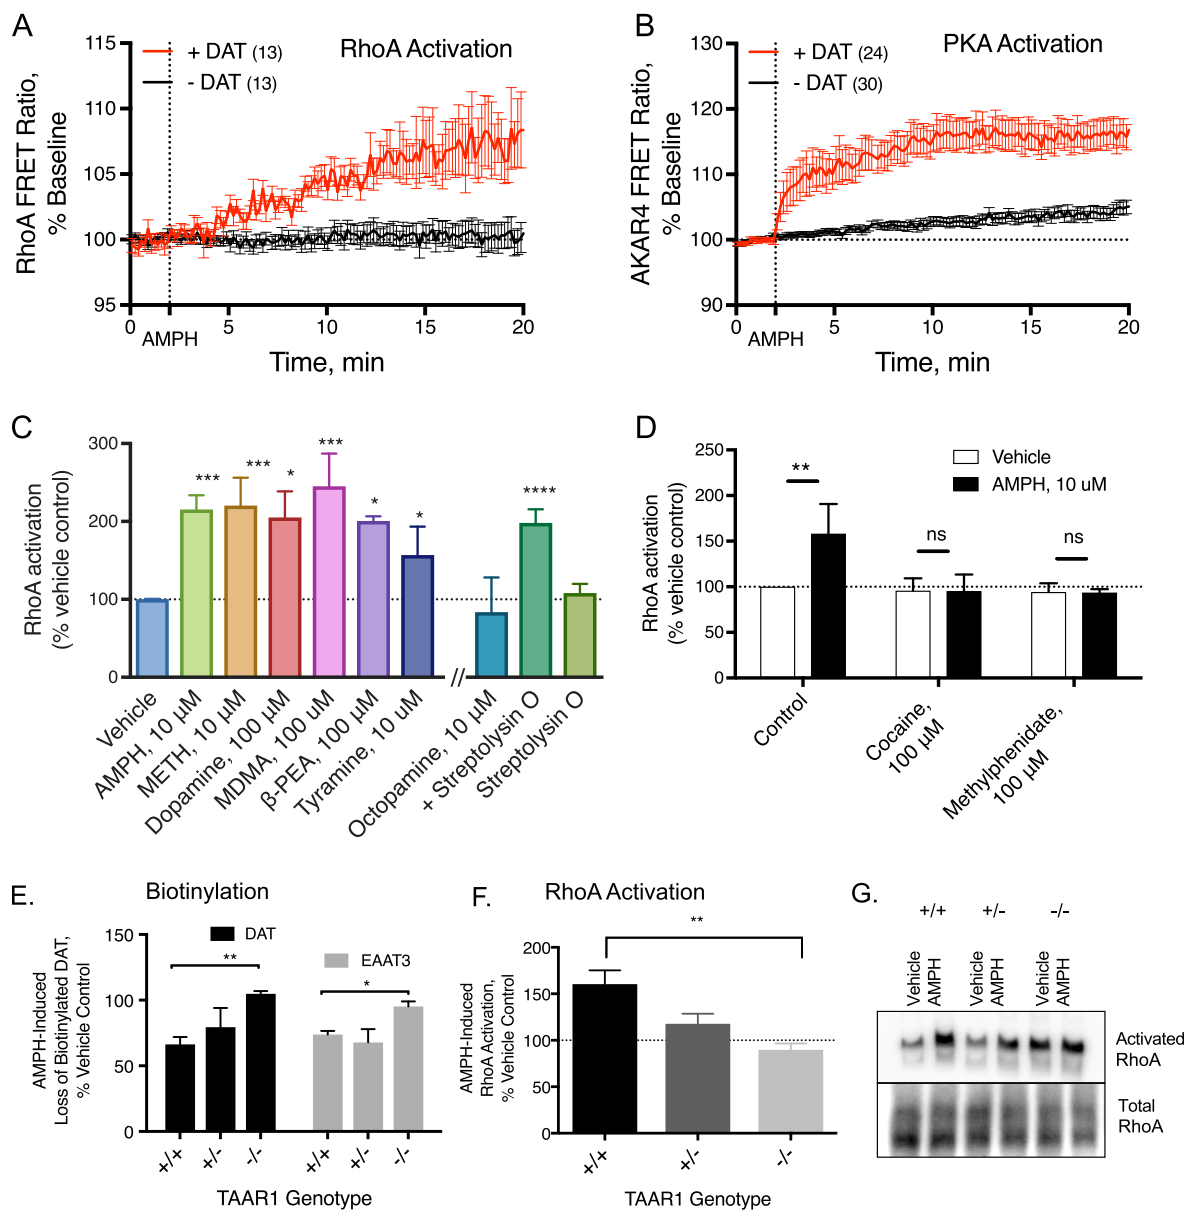 A
RhoA Activation
+ DAT (13)
- DAT (13)
RhoA FRET Ratio,
% Baseline
115
110
105
100
95
0
5
10
15
20
AMPH
Time, min
B
PKA Activation
+ DAT (24)
- DAT (30)
AKAR4 FRET Ratio,
% Baseline
130
120
110
100
90
0
5
10
15
20
AMPH
Time, min
C
RhoA activation
(% vehicle control)
300
200
100
0
***
***
*
***
*
*
****
//
Vehicle
AMPH, 10 µM
METH, 10 µM
Dopamine, 100 µM
MDMA, 100 uM
β-PEA, 100 µM
Tyramine, 10 uM
Octopamine, 10 µM
+ Streptolysin O
Streptolysin O
D
RhoA activation
(% vehicle control)
250
200
150
100
50
0
Vehicle
AMPH, 10 uM
**
ns
ns
Control
Cocaine,
100 µM
Methylphenidate,
100 µM
E.
Biotinylation
AMPH-Induced
Loss of Biotinylated DAT,
% Vehicle Control
150
100
50
0
DAT
EAAT3
**
*
+/+
+/-
-/-
+/+
+/-
-/-
TAAR1 Genotype
F.
RhoA Activation
AMPH-Induced
RhoA Activation,
% Vehicle Control
200
150
100
50
0
**
+/+
+/-
-/-
TAAR1 Genotype
G.
+/+
+/-
-/-
Vehicle
AMPH
Vehicle
AMPH
Vehicle
AMPH
Activated
RhoA
Total
RhoA